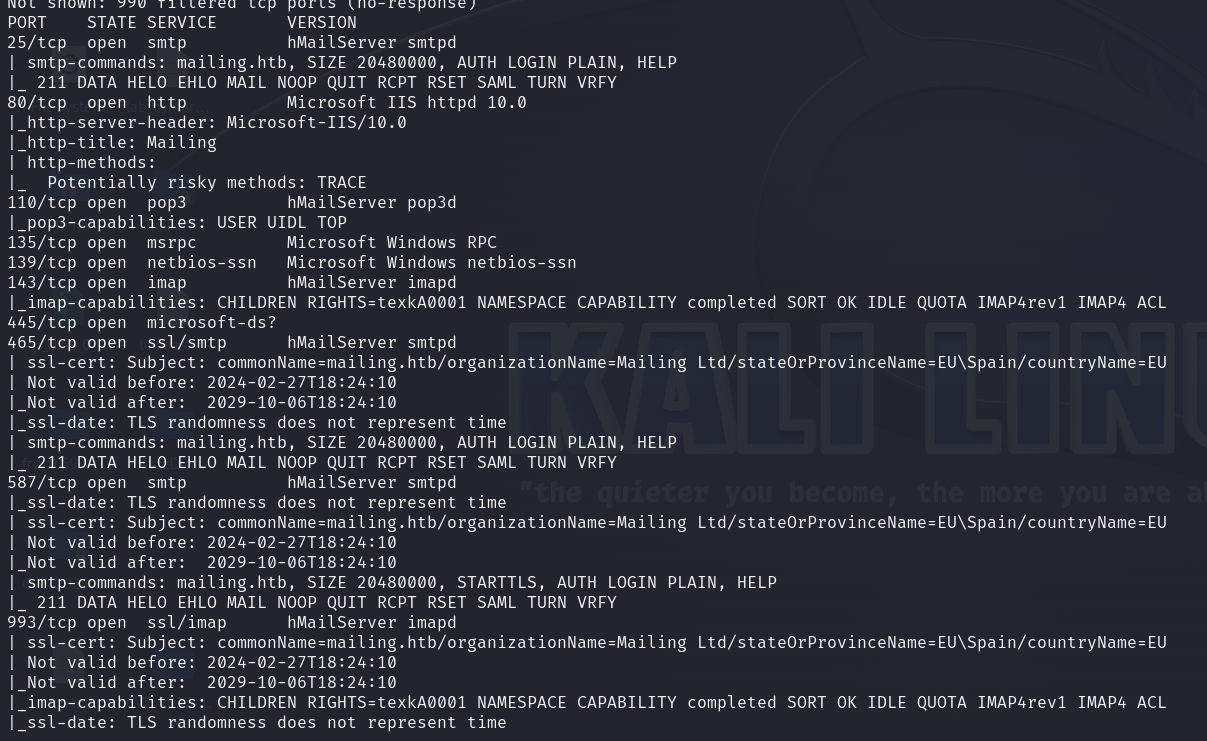 Not shown: 990 filtered tcp ports (no-response)
PORT    STATE SERVICE       VERSION
25/tcp  open  smtp          hMailServer smtpd
| smtp-commands: mailing.htb, SIZE 20480000, AUTH LOGIN PLAIN, HELP
|_ 211 DATA HELO EHLO MAIL NOOP QUIT RCPT RSET SAML TURN VRFY
80/tcp  open  http          Microsoft IIS httpd 10.0
|_http-server-header: Microsoft-IIS/10.0
|_http-title: Mailing
| http-methods:
|_  Potentially risky methods: TRACE
110/tcp open  pop3          hMailServer pop3d
|_pop3-capabilities: USER UIDL TOP
135/tcp open  msrpc         Microsoft Windows RPC
139/tcp open  netbios-ssn   Microsoft Windows netbios-ssn
143/tcp open  imap          hMailServer imapd
|_imap-capabilities: CHILDREN RIGHTS=texkA0001 NAMESPACE CAPABILITY completed SORT OK IDLE QUOTA IMAP4rev1 IMAP4 ACL
445/tcp open  microsoft-ds?
465/tcp open  ssl/smtp      hMailServer smtpd
| ssl-cert: Subject: commonName=mailing.htb/organizationName=Mailing Ltd/stateOrProvinceName=EU\Spain/countryName=EU
| Not valid before: 2024-02-27T18:24:10
|_Not valid after:  2029-10-06T18:24:10
|_ssl-date: TLS randomness does not represent time
| smtp-commands: mailing.htb, SIZE 20480000, AUTH LOGIN PLAIN, HELP
|_ 211 DATA HELO EHLO MAIL NOOP QUIT RCPT RSET SAML TURN VRFY
587/tcp open  smtp          hMailServer smtpd
|_ssl-date: TLS randomness does not represent time
| ssl-cert: Subject: commonName=mailing.htb/organizationName=Mailing Ltd/stateOrProvinceName=EU\Spain/countryName=EU
| Not valid before: 2024-02-27T18:24:10
|_Not valid after:  2029-10-06T18:24:10
| smtp-commands: mailing.htb, SIZE 20480000, STARTTLS, AUTH LOGIN PLAIN, HELP
|_ 211 DATA HELO EHLO MAIL NOOP QUIT RCPT RSET SAML TURN VRFY
993/tcp open  ssl/imap      hMailServer imapd
| ssl-cert: Subject: commonName=mailing.htb/organizationName=Mailing Ltd/stateOrProvinceName=EU\Spain/countryName=EU
| Not valid before: 2024-02-27T18:24:10
|_Not valid after:  2029-10-06T18:24:10
|_imap-capabilities: CHILDREN RIGHTS=texkA0001 NAMESPACE CAPABILITY completed SORT OK IDLE QUOTA IMAP4rev1 IMAP4 ACL
|_ssl-date: TLS randomness does not represent time
KALI LIN
"the quieter you become, the more you are a